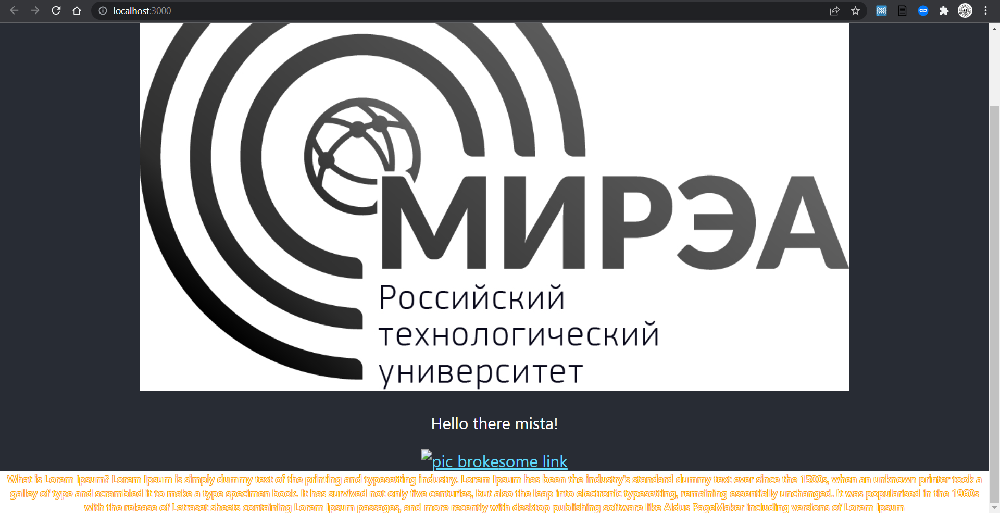 localhost:3000
МИРЭА
Российский
технологический
университет
Hello there mista!
pic brokesome link
What is Lorem Ipsum? Lorem Ipsum is simply dummy text of the printing and typesetting industry. Lorem Ipsum has been the industry's standard dummy text ever since the 1500s, when an unknown printer took a
galley of type and scrambled it to make a type specimen book. It has survived not only five centuries, but also the leap into electronic typesetting, remaining essentially unchanged. It was popularised in the 1960s
with the release of Letraset sheets containing Lorem Ipsum passages, and more recently with desktop publishing software like Aldus PageMaker including versions of Lorem Ipsum